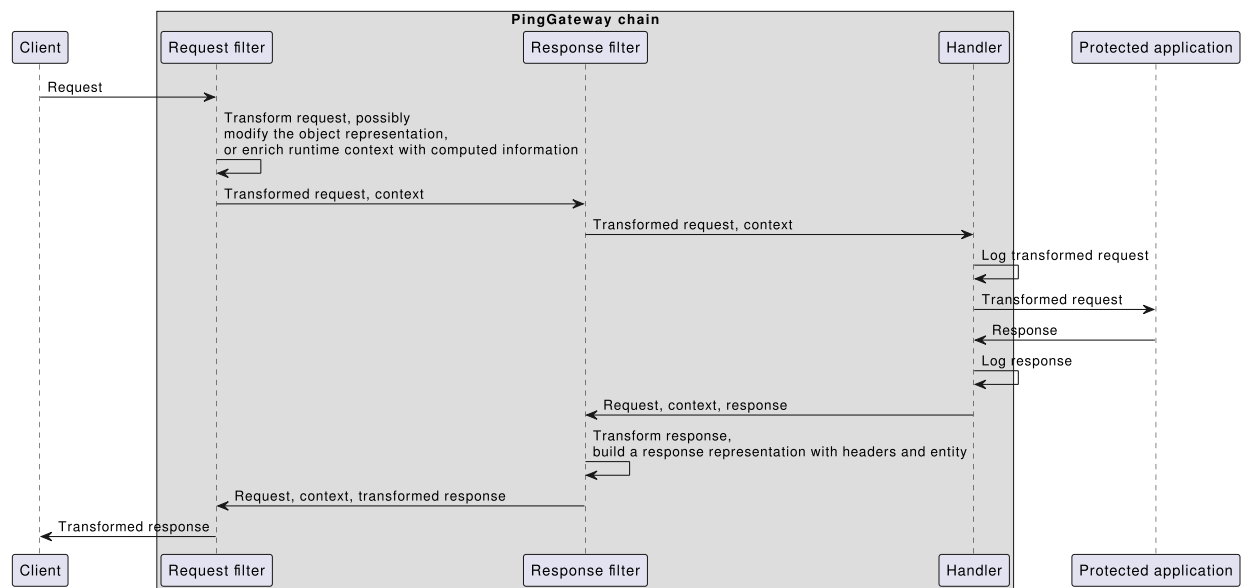 PingGateway chain
Client
Request filter
Response filter
Handler
Protected application
Request
Transform request, possibly
modify the object representation,
or enrich runtime context with computed information
Transformed request, context
Transformed request, context
Log transformed request
Transformed request
Response
Log response
Request, context, response
Transform response,
build a response representation with headers and entity
Request, context, transformed response
Transformed response
Client
Request filter
Response filter
Handler
Protected application